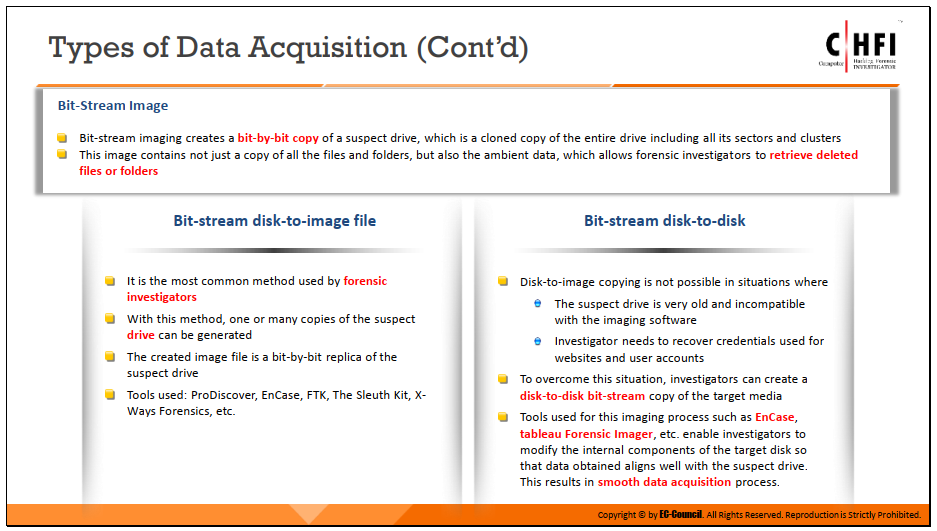 Types of Data Acquisition (Cont’d)
CHFI
Computer Hacking Forensic
INVESTIGATOR
Bit-Stream Image
Bit-stream imaging creates a bit-by-bit copy of a suspect drive, which is a cloned copy of the entire drive including all its sectors and clusters
This image contains not just a copy of all the files and folders, but also the ambient data, which allows forensic investigators to retrieve deleted
files or folders
Bit-stream disk-to-image file
It is the most common method used by forensic
investigators
With this method, one or many copies of the suspect
drive can be generated
The created image file is a bit-by-bit replica of the
suspect drive
Tools used: ProDiscover, EnCase, FTK, The Sleuth Kit, X-
Ways Forensics, etc.
Bit-stream disk-to-disk
Disk-to-image copying is not possible in situations where
The suspect drive is very old and incompatible
with the imaging software
Investigator needs to recover credentials used for
websites and user accounts
To overcome this situation, investigators can create a
disk-to-disk bit-stream copy of the target media
Tools used for this imaging process such as EnCase,
tableau Forensic Imager, etc. enable investigators to
modify the internal components of the target disk so
that data obtained aligns well with the suspect drive.
This results in smooth data acquisition process.
Copyright © by EC-Council. All Rights Reserved. Reproduction is Strictly Prohibited.